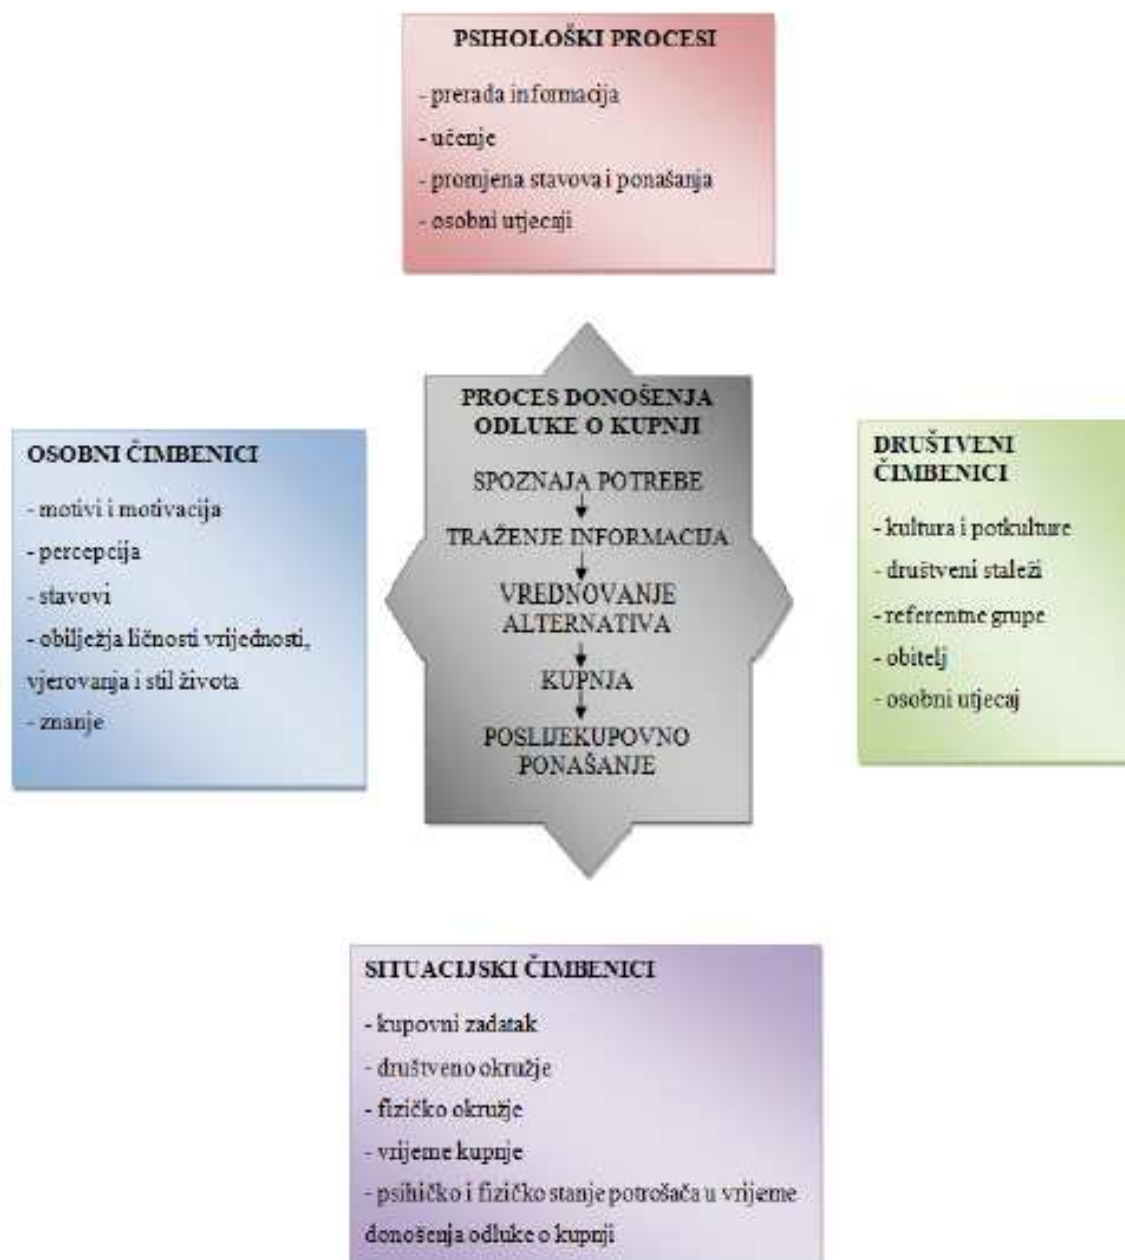 PSIHOLOŠKI PROCESI
- prerada informacija
- učenje
- promjena stavova i ponašanja
- osobni utjecaji
PROCES DONOŠENJA
ODLUKE O KUPNJI
SPOZNAJA POTREBE
TRAŽENJE INFORMACIJA
VREDNOVANJE
ALTERNATIVA
KUPNJA
POSLIJEKUPOVNO
PONAŠANJE
OSOBNI ČIMBENICI
- motivi i motivacija
- percepcija
- stavovi
- obilježja ličnosti vrijednosti,
vjerovanja i stil života
- znanje
DRUŠTVENI
ČIMBENICI
- kultura i potkulture
- društveni staleži
- referentne grupe
- obitelj
- osobni utjecaj
SITUACIJSKI ČIMBENICI
- kupovni zadatak
- društveno okružje
- fizičko okružje
- vrijeme kupnje
- psihičko i fizičko stanje potrošača u vrijeme
donošenja odluke o kupnji